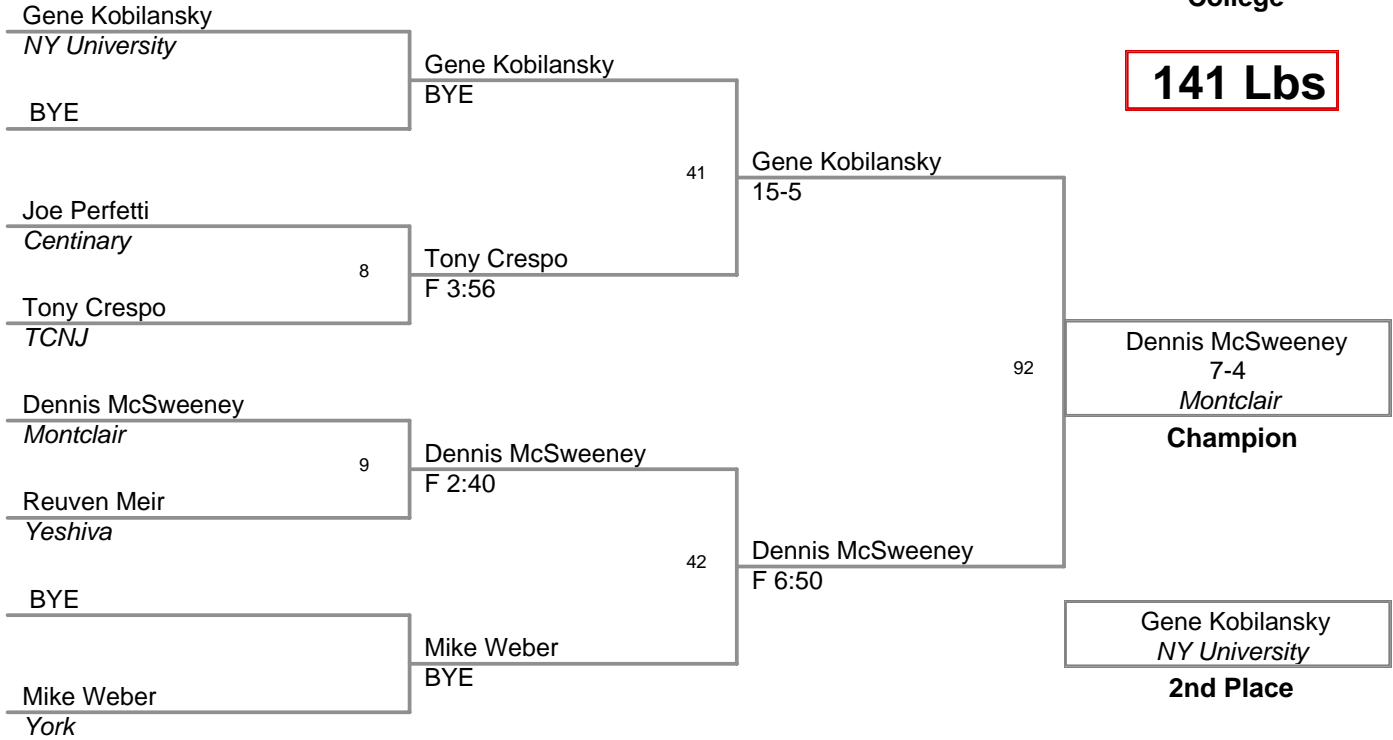 College
141 Lbs
Gene Kobilansky
NY University
BYE
Joe Perfetti
Centinary
8
Tony Crespo
TCNJ
Dennis McSweeney
Montclair
9
Reuven Meir
Yeshiva
BYE
Mike Weber
York
Gene Kobilansky
BYE
41
Tony Crespo
F 3:56
Dennis McSweeney
F 2:40
42
Mike Weber
BYE
Gene Kobilansky
15-5
92
Dennis McSweeney
F 6:50
Dennis McSweeney
7-4
Montclair
Champion
Gene Kobilansky
NY University
2nd Place